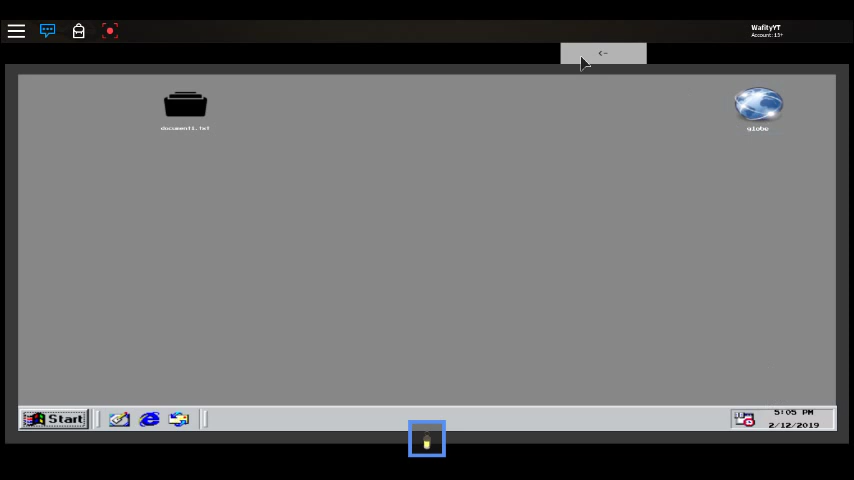 WafityYT
Account: 13+
<-
document1.txt
globe
Start
5:05 PM
2/12/2019